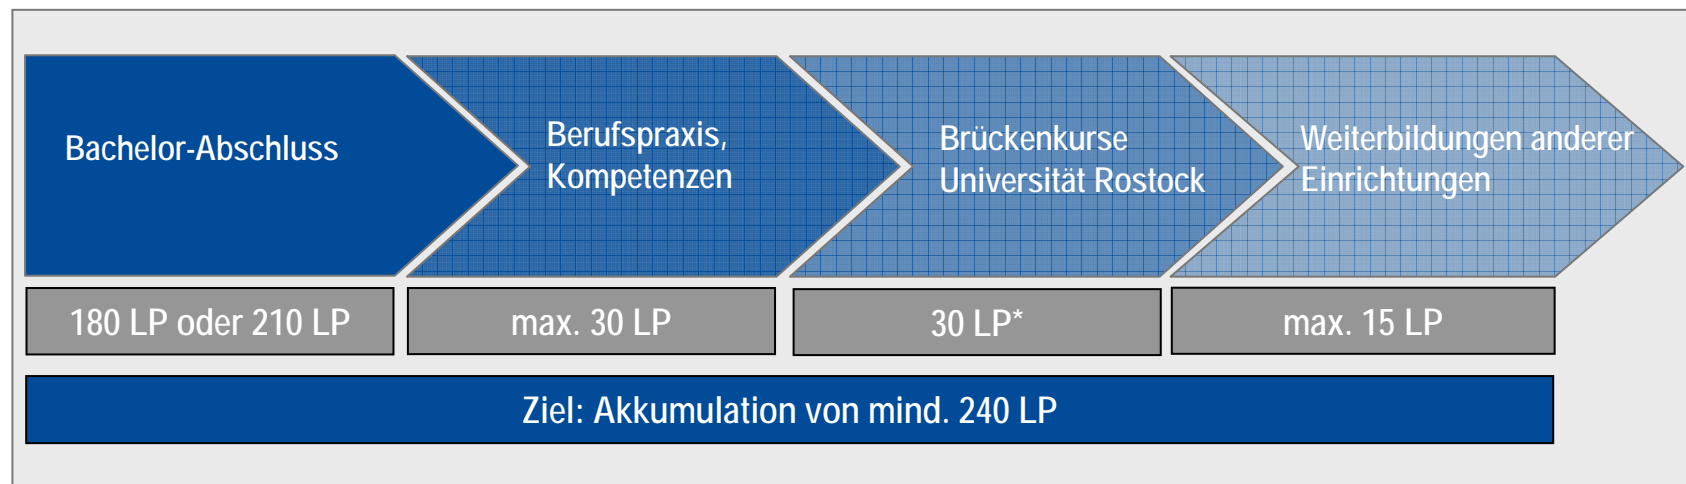 Bachelor-Abschluss
Berufspraxis,
Kompetenzen
Brückenkurse
Universität Rostock
Weiterbildungen anderer
Einrichtungen
180 LP oder 210 LP
max. 30 LP
30 LP*
max. 15 LP
Ziel: Akkumulation von mind. 240 LP